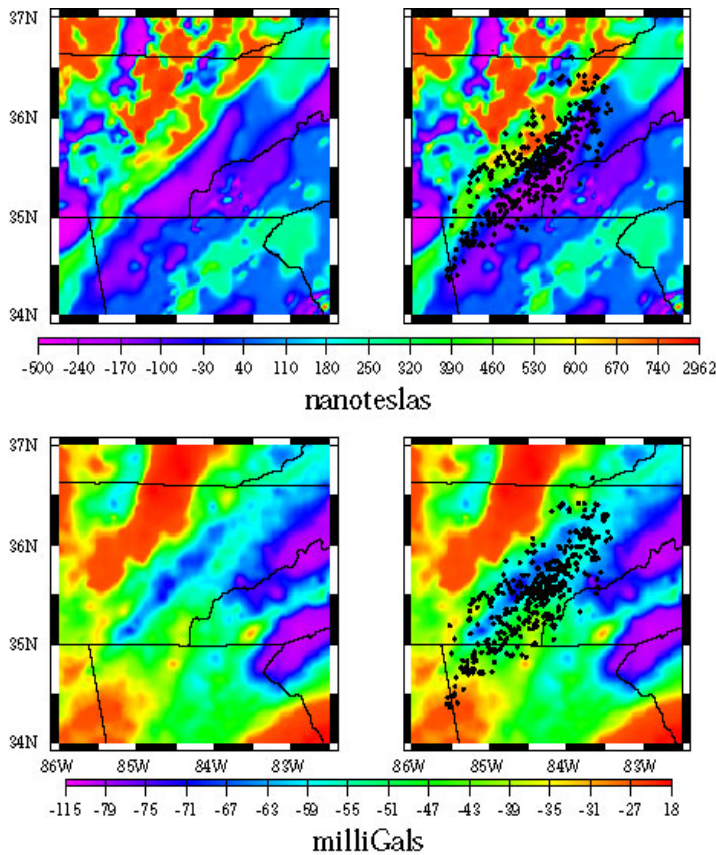 37N
36N
35N
34N
-500 -240 -170 -100 -30 40 110 180 250 320 390 460 530 600 670 740 2962
nanoteslas
37N
36N
35N
34N
86W 85W 84W 83W 86W 85W 84W 83W
-115 -79 -75 -71 -67 -63 -59 -55 -51 -47 -43 -39 -35 -31 -27 18
milliGals